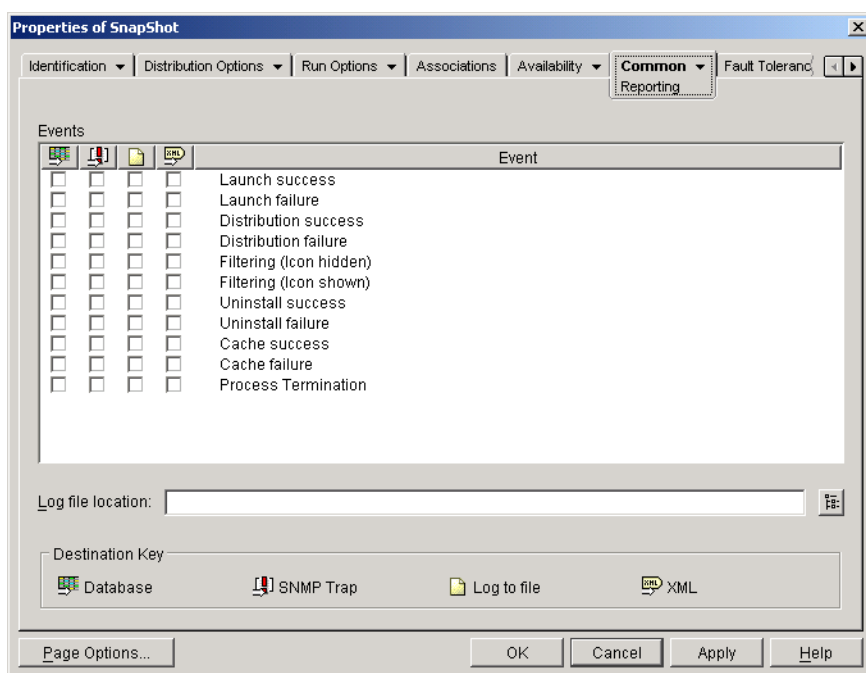 Properties of SnapShot
Identification
Distribution Options
Run Options
Associations
Availability
Common
Fault Toleranc
Reporting
Events
XML
Event
Launch success
Launch failure
Distribution success
Distribution failure
Filtering (Icon hidden)
Filtering (Icon shown)
Uninstall success
Uninstall failure
Cache success
Cache failure
Process Termination
Log file location:
Destination Key
Database
SNMP Trap
Log to file
XML XML
Page Options...
OK
Cancel
Apply
Help